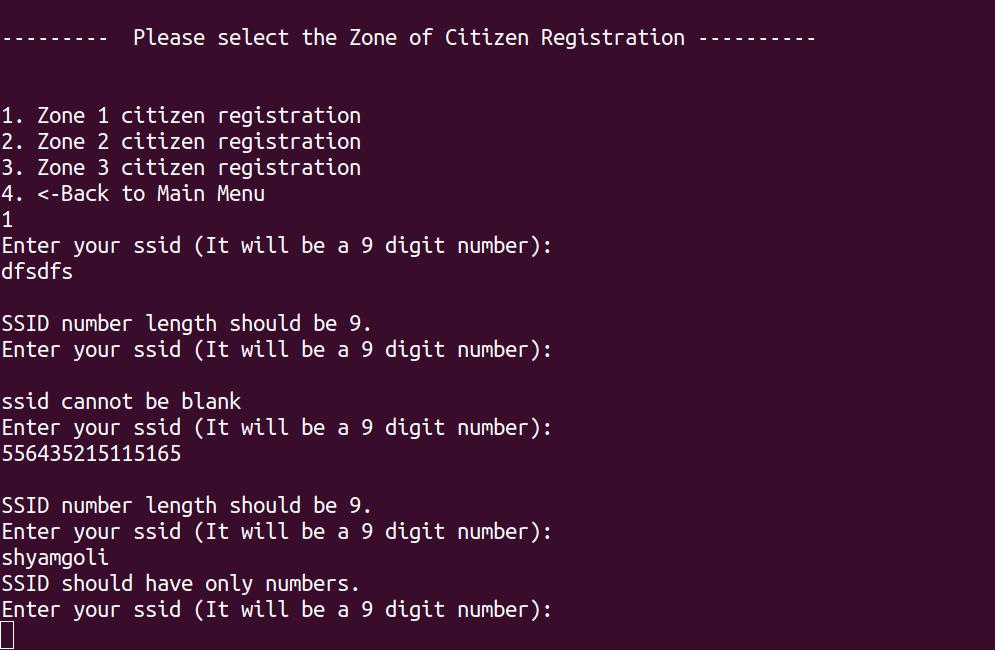 ---------  Please select the Zone of Citizen Registration ----------
1. Zone 1 citizen registration
2. Zone 2 citizen registration
3. Zone 3 citizen registration
4. <-Back to Main Menu
1
Enter your ssid (It will be a 9 digit number):
dfsdfs
SSID number length should be 9.
Enter your ssid (It will be a 9 digit number):
ssid cannot be blank
Enter your ssid (It will be a 9 digit number):
556435215115165
SSID number length should be 9.
Enter your ssid (It will be a 9 digit number):
shyamgoli
SSID should have only numbers.
Enter your ssid (It will be a 9 digit number):